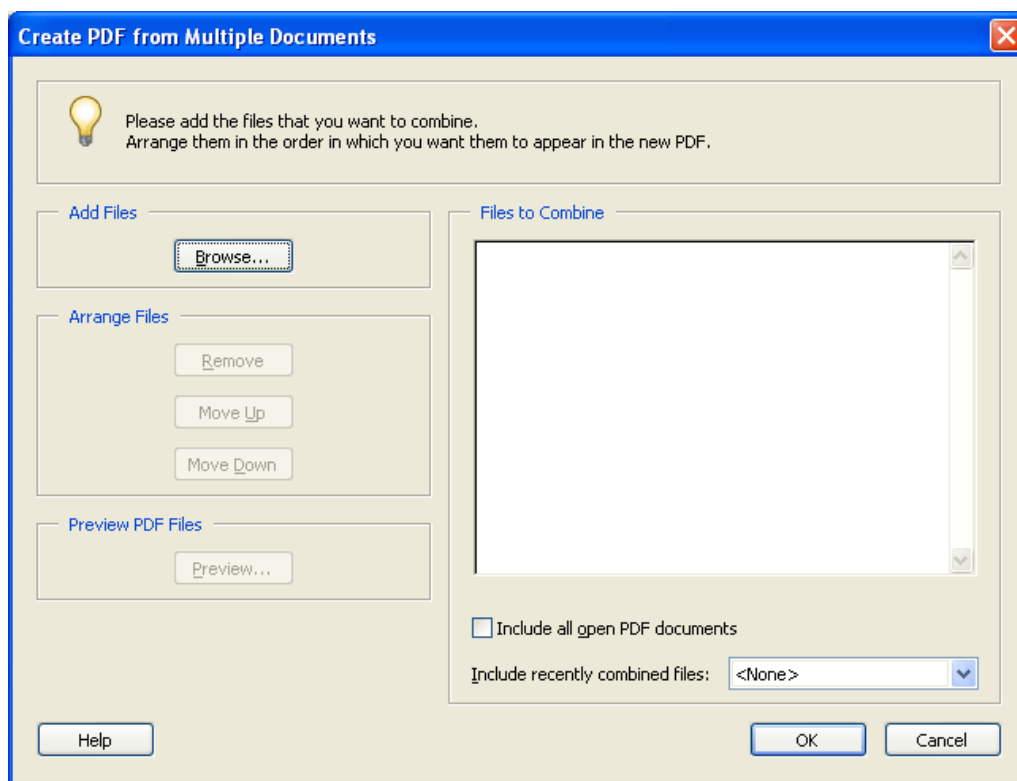 Create PDF from Multiple Documents
Please add the files that you want to combine.
Arrange them in the order in which you want them to appear in the new PDF.
Add Files
Browse...
Arrange Files
Remove
Move Up
Move Down
Preview PDF Files
Preview...
Files to Combine
Include all open PDF documents
Include recently combined files:
<None>
Help
OK
Cancel